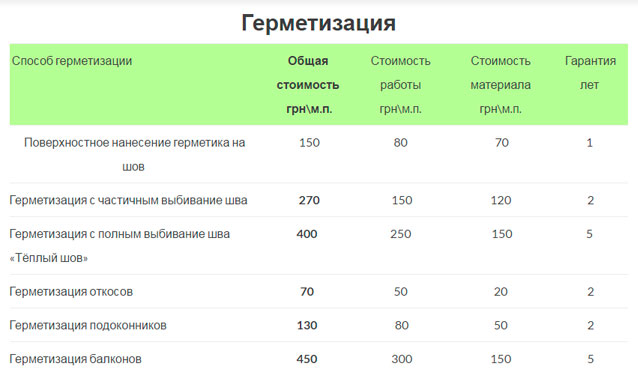 Герметизация
Способ герметизации Общая Стоимость Стоимость Гарантия
стоимость работы материала лет
грн\м.п. грн\м.п. грн\м.п.
Поверхностное нанесение герметика на 150 80 70 1
шов
Герметизация с частичным выбивание шва 270 150 120 2
Герметизация с полным выбивание шва 400 250 150 5
«Тёплый шов»
Герметизация откосов 70 50 20 2
Герметизация подоконников 130 80 50 2
Герметизация балконов 450 300 150 5